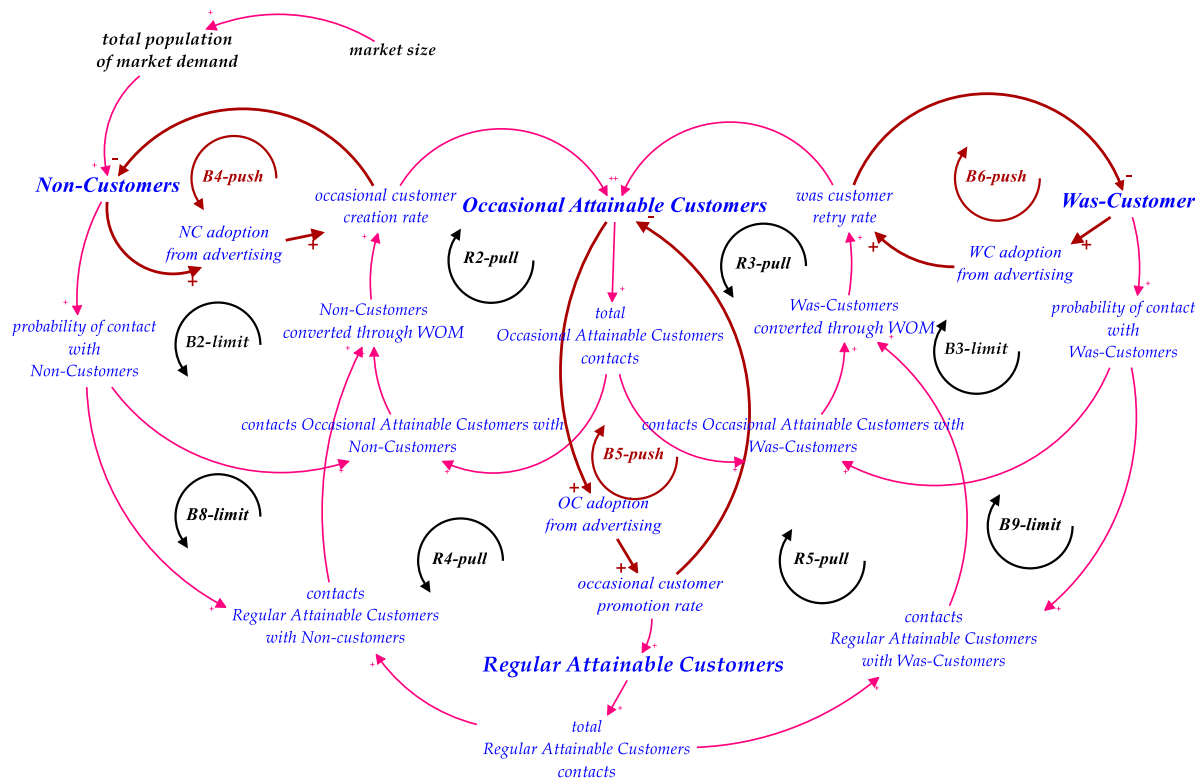 total population
of market demand
market size
Non-Customers
B4-push
occasional customer
creation rate
Occasional Attainable Customers
was customer
retry rate
B6-push
Was-Customer
NC adoption
from advertising
R2-pull
R3-pull
WC adoption
from advertising
probability of contact
with
Non-Customers
B2-limit
Non-Customers
converted through WOM
total
Occasional Attainable Customers
contacts
Was-Customers
converted through WOM
B3-limit
probability of contact
with
Was-Customers
contacts Occasional Attainable Customers with
Non-Customers
contacts Occasional Attainable Customers with
Was-Customers
B5-push
B8-limit
OC adoption
from advertising
B9-limit
R4-pull
R5-pull
occasional customer
promotion rate
contacts
Regular Attainable Customers
with Non-customers
contacts
Regular Attainable Customers
with Was-Customers
Regular Attainable Customers
total
Regular Attainable Customers
contacts